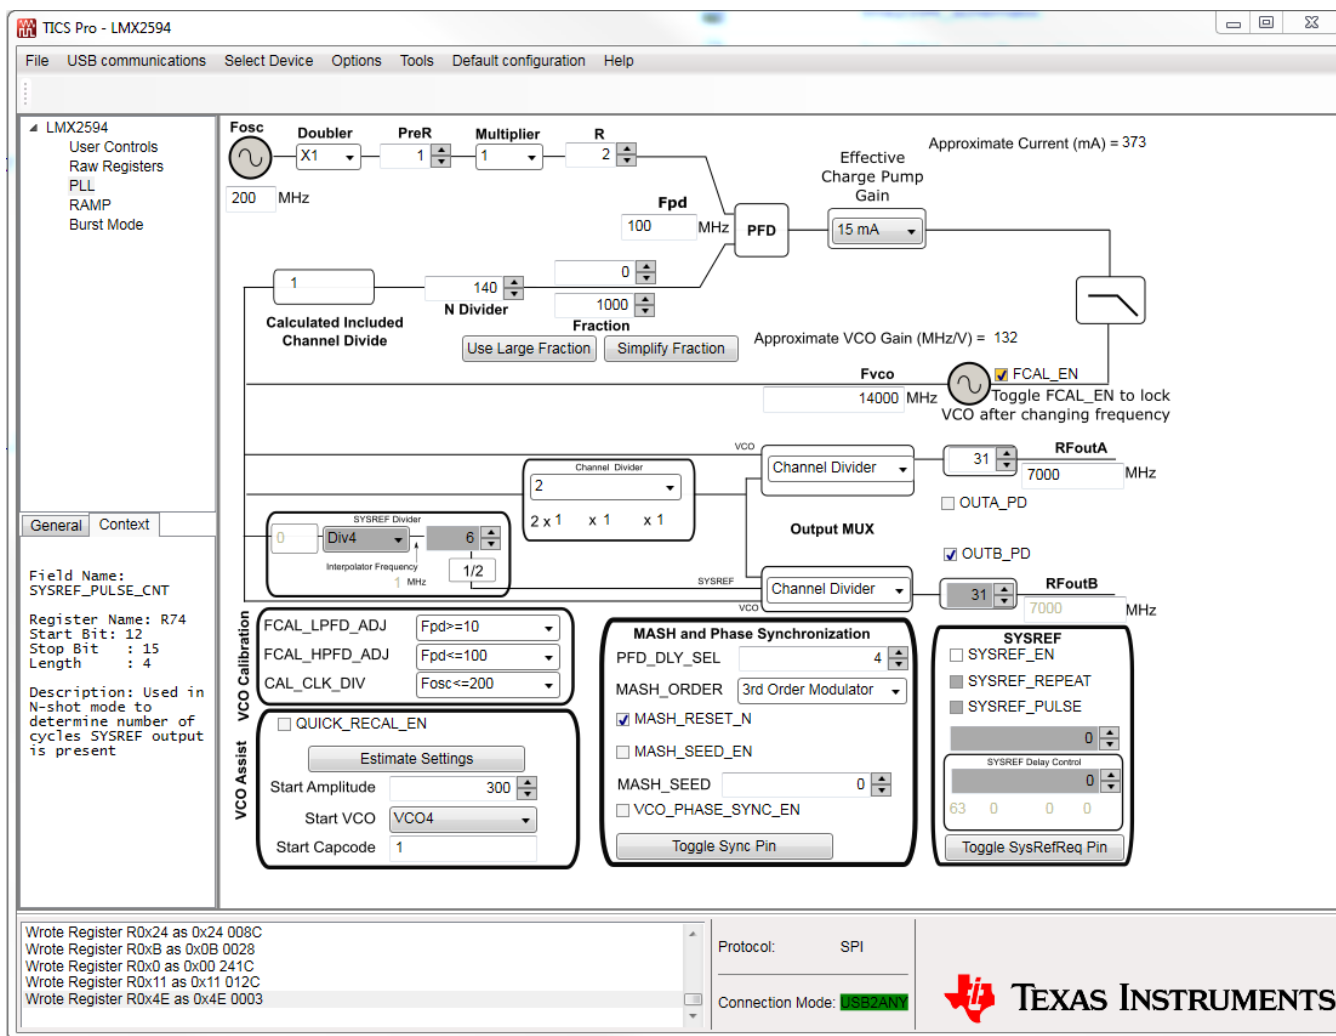 TICS Pro - LMX2594
File USB communications Select Device Options Tools Default configuration Help
LMX2594
User Controls
Raw Registers
PLL
RAMP
Burst Mode
General Context
Field Name:
SYSREF_PULSE_CNT
Register Name: R74
Start Bit: 12
Stop Bit : 15
Length : 4
Description: Used in
N-shot mode to
determine number of
cycles SYSREF output
is present
Fosc Doubler PreR Multiplier R
X1 1 1 2
200 MHz
Approximate Current (mA) = 373
Effective
Charge Pump
Gain
15 mA
Fpd
100 MHz
PFD
1
Calculated Included
Channel Divide
140
N Divider
0
1000
Fraction
Use Large Fraction Simplify Fraction
Approximate VCO Gain (MHz/V) = 132
Fvco
14000 MHz
FCAL_EN
Toggle FCAL_EN to lock
VCO after changing frequency
VCO
Channel Divider
2
2 x 1 x 1 x 1
Channel Divider
31
RFoutA
7000 MHz
OUTA_PD
Output MUX
OUTB_PD
SYSREF Divider
0 Div4 6
Interpolator Frequency
1 MHz
1/2
SYSREF
VCO
Channel Divider
31
RFoutB
7000 MHz
VCO Calibration
FCAL_LPFD_ADJ Fpd>=10
FCAL_HPFD_ADJ Fpd<=100
CAL_CLK_DIV Fosc<=200
VCO Assist
QUICK_RECAL_EN
Estimate Settings
Start Amplitude 300
Start VCO VCO4
Start Capcode 1
MASH and Phase Synchronization
PFD_DLY_SEL 4
MASH_ORDER 3rd Order Modulator
MASH_RESET_N
MASH_SEED_EN
MASH_SEED 0
VCO_PHASE_SYNC_EN
Toggle Sync Pin
SYSREF
SYSREF_EN
SYSREF_REPEAT
SYSREF_PULSE
0
SYSREF Delay Control
0
63 0 0 0
Toggle SysRefReq Pin
Wrote Register R0x24 as 0x24 008C
Wrote Register R0xB as 0x0B 0028
Wrote Register R0x0 as 0x00 241C
Wrote Register R0x11 as 0x11 012C
Wrote Register R0x4E as 0x4E 0003
Protocol: SPI
Connection Mode: USB2ANY
TEXAS INSTRUMENTS